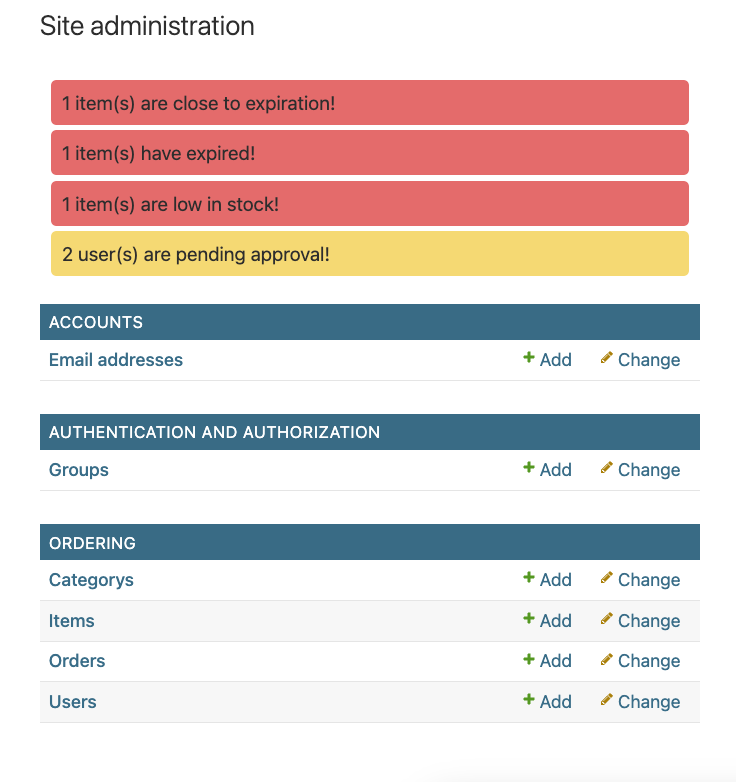 Site administration
1 item(s) are close to expiration!
1 item(s) have expired!
1 item(s) are low in stock!
2 user(s) are pending approval!
ACCOUNTS
Email addresses Add Change
AUTHENTICATION AND AUTHORIZATION
Groups Add Change
ORDERING
Categorys Add Change
Items Add Change
Orders Add Change
Users Add Change